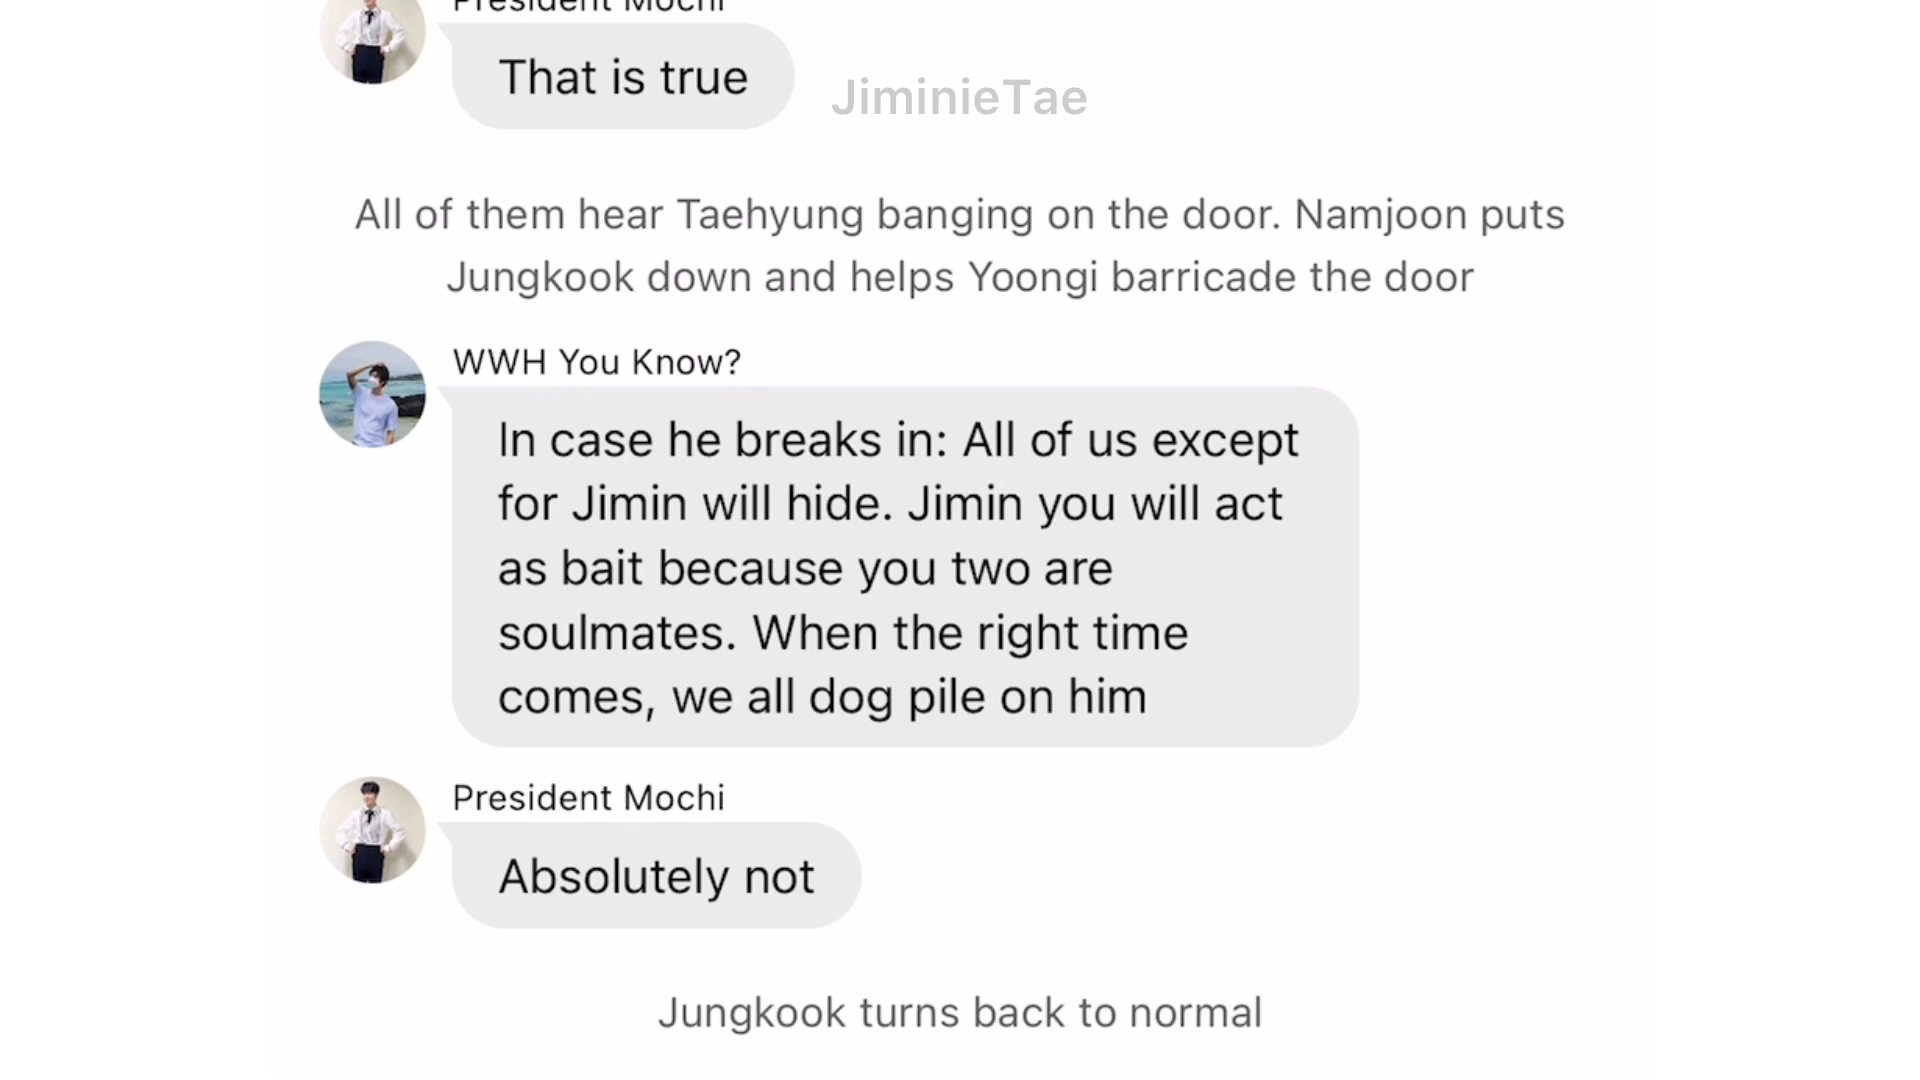 President Mochi
That is true
JiminieTae
All of them hear Taehyung banging on the door. Namjoon puts
Jungkook down and helps Yoongi barricade the door
WWH You Know?
In case he breaks in: All of us except
for Jimin will hide. Jimin you will act
as bait because you two are
soulmates. When the right time
comes, we all dog pile on him
President Mochi
Absolutely not
Jungkook turns back to normal